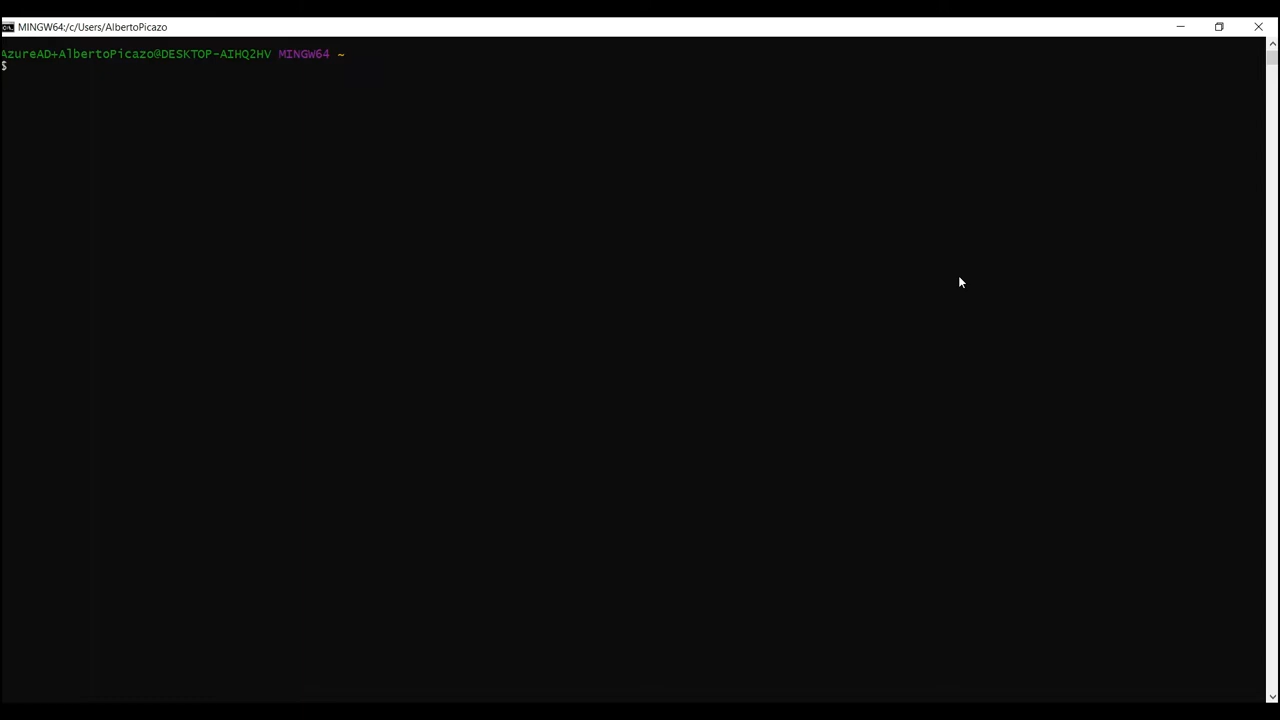 MINGW64:/c/Users/AlbertoPicazo
AzureAD+AlbertoPicazo@DESKTOP-AIHQ2HV MINGW64 ~
$